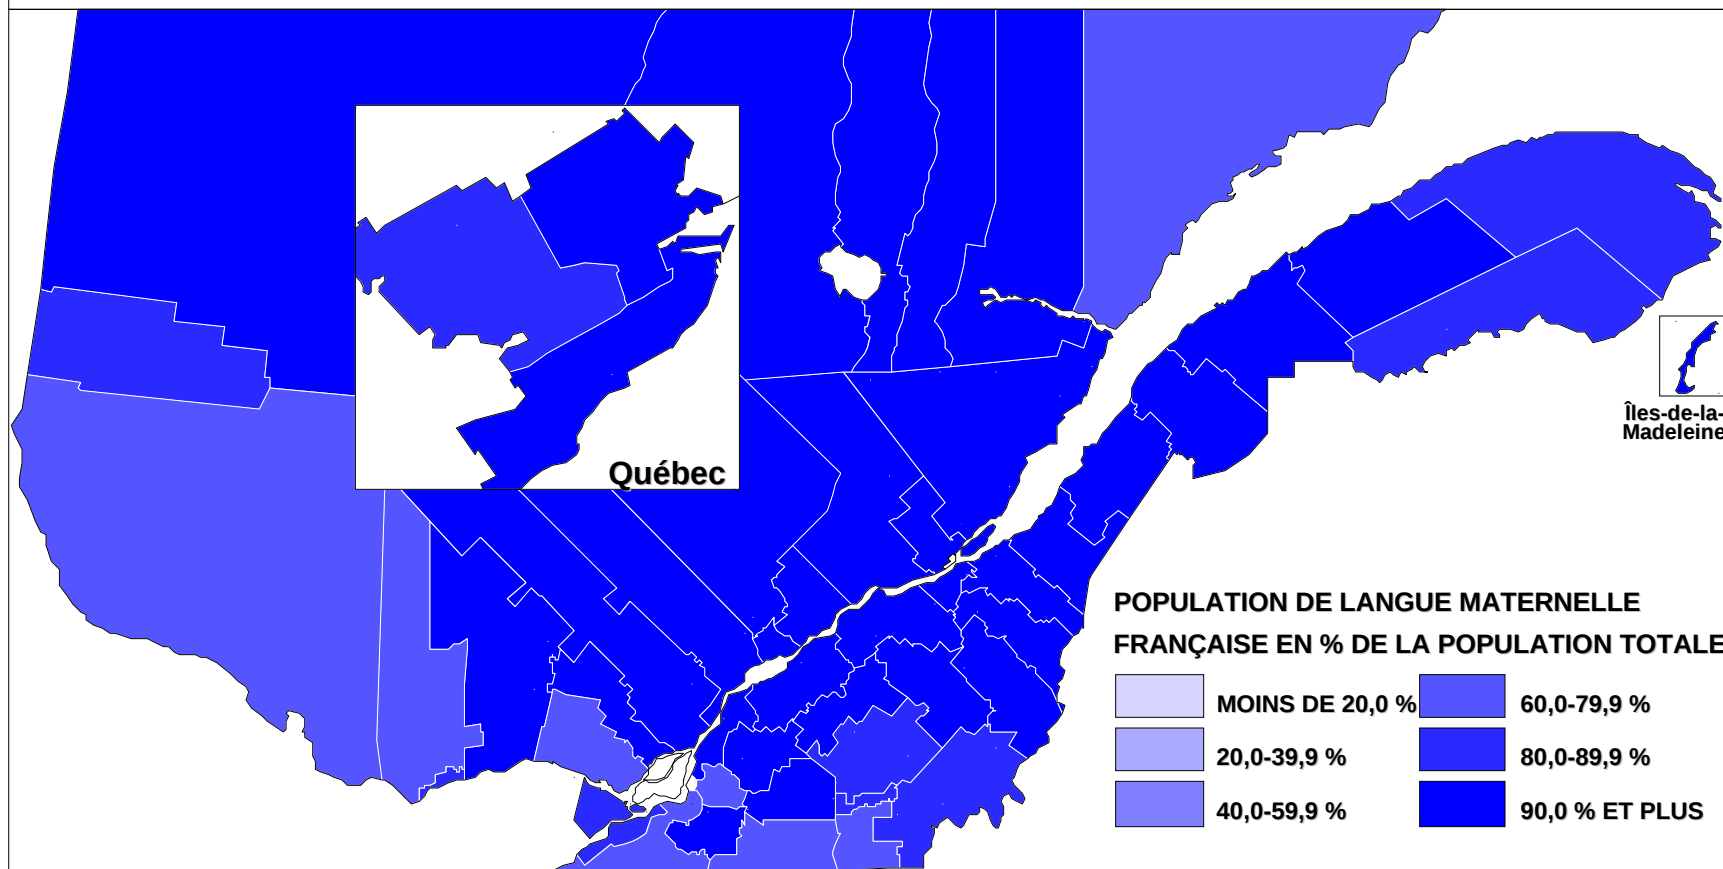 Québec
Îles-de-la-
Madeleine
POPULATION DE LANGUE MATERNELLE
FRANÇAISE EN % DE LA POPULATION TOTALE
MOINS DE 20,0 %
60,0-79,9 %
20,0-39,9 %
80,0-89,9 %
40,0-59,9 %
90,0 % ET PLUS